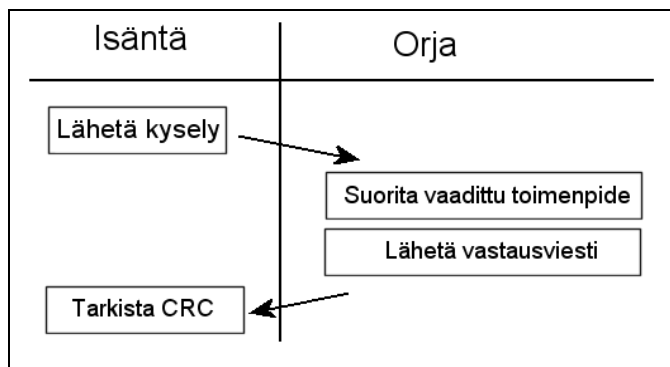 Isäntä
Orja
Lähetä kysely
Suorita vaadittu toimenpide
Lähetä vastausviesti
Tarkista CRC